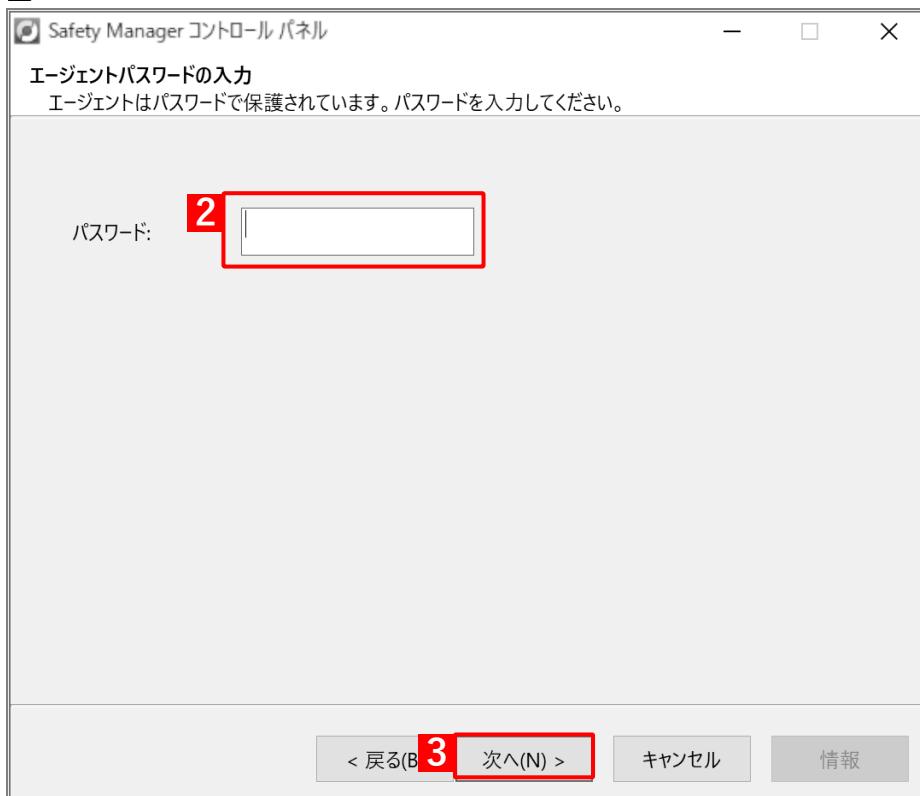 Safety Manager コントロール パネル
エージェントパスワードの入力
エージェントはパスワードで保護されています。パスワードを入力してください。
パスワード:
2
< 戻る(B
3
次へ(N) >
キャンセル
情報